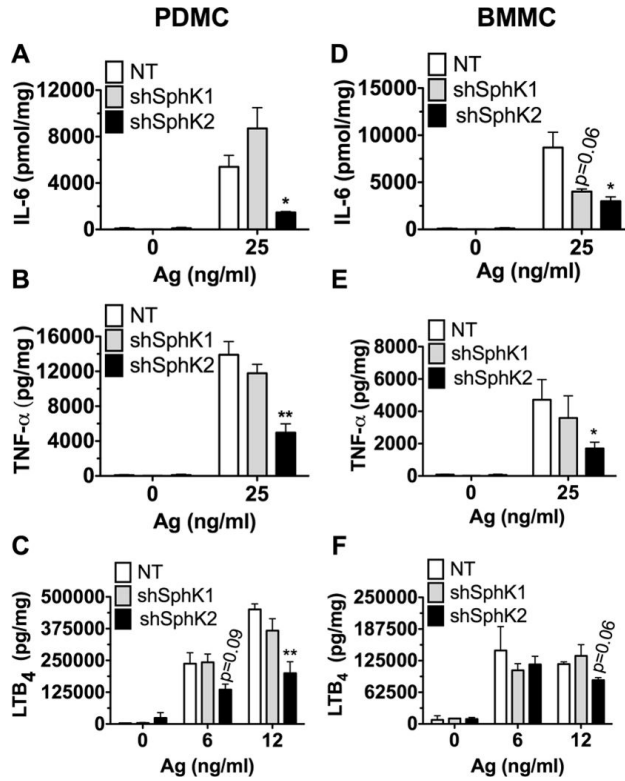 PDMC
BMMC
A
NT
shSphK1
shSphK2
12000
8000
4000
0
IL-6 (pmol/mg)
*
0
25
Ag (ng/ml)
D
NT
shSphK1
shSphK2
15000
10000
5000
0
IL-6 (pmol/mg)
p=0.06
*
0
25
Ag (ng/ml)
B
NT
shSphK1
shSphK2
16000
12000
8000
4000
0
TNF-α (pg/mg )
**
0
25
Ag (ng/ml)
E
NT
shSphK1
shSphK2
8000
6000
4000
2000
0
TNF-α (pg/mg)
*
0
25
Ag (ng/ml)
C
NT
shSphK1
shSphK2
500000
375000
250000
125000
0
LTB4
(pg/mg)
p=0.09
**
0
6
12
Ag (ng/ml)
F
NT
shSphK1
shSphK2
250000
187500
125000
62500
0
LTB4
(pg/mg)
p=0.06
0
6
12
Ag (ng/ml)